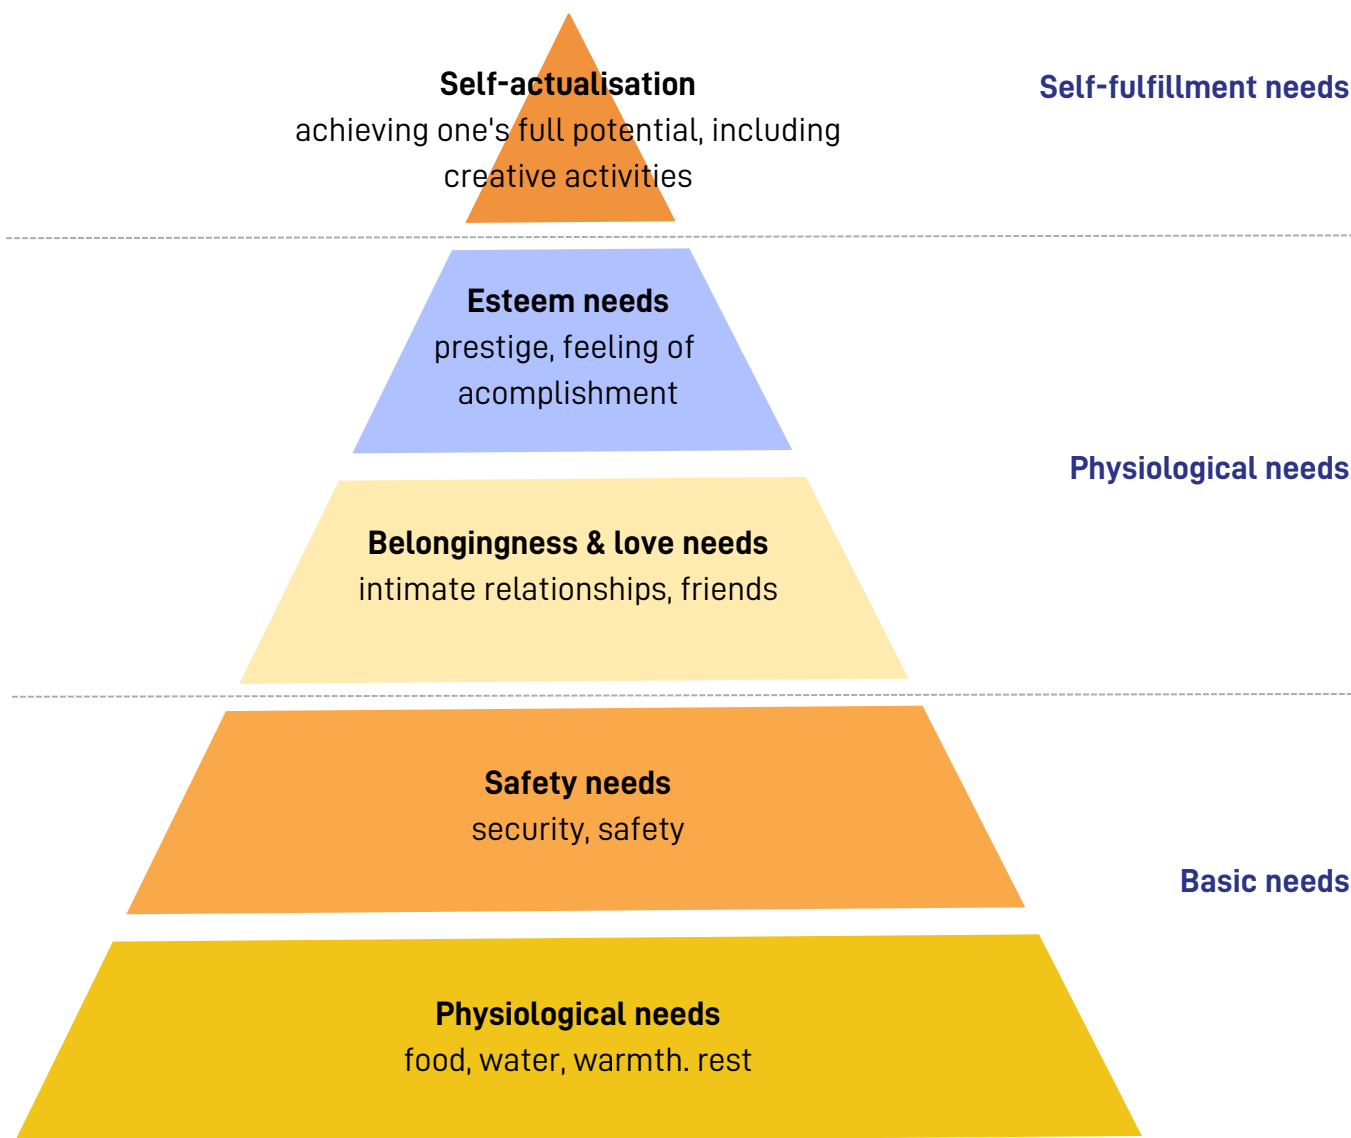 Self-actualisation
achieving one's full potential, including
creative activities
Self-fulfillment needs
Esteem needs
prestige, feeling of
acomplishment
Physiological needs
Belongingness & love needs
intimate relationships, friends
Safety needs
security, safety
Basic needs
Physiological needs
food, water, warmth. rest